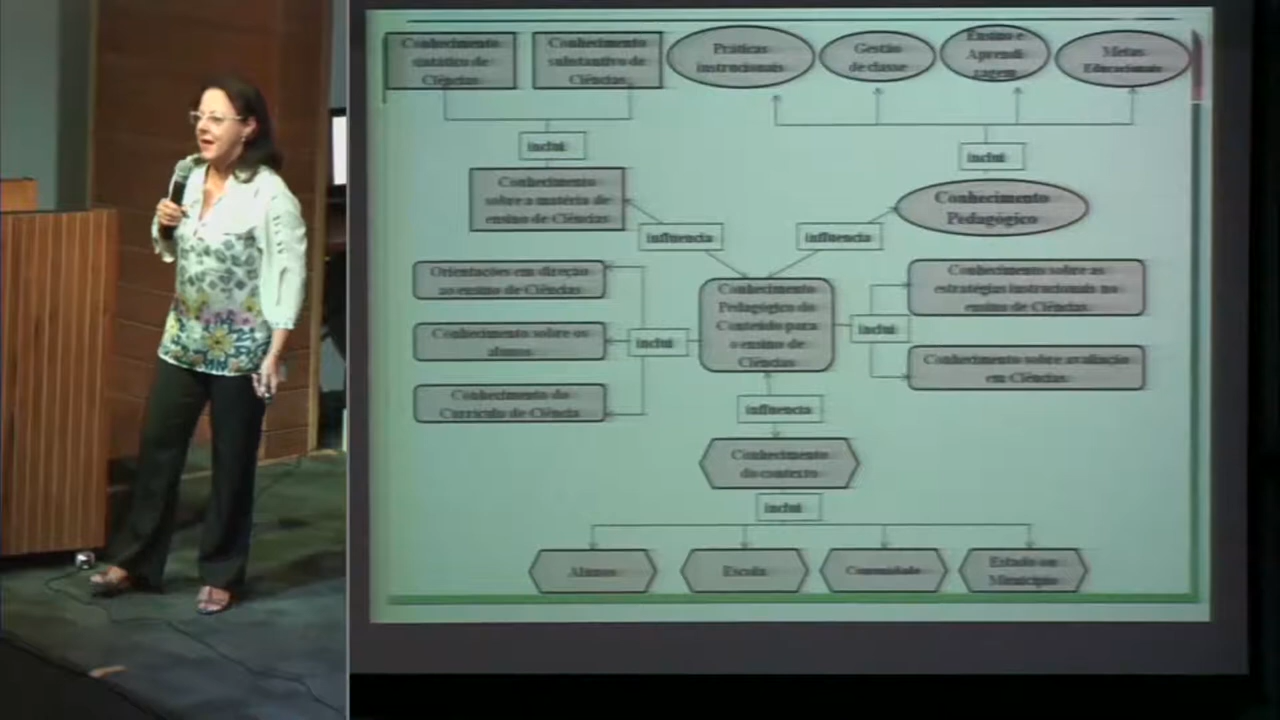 Conhecimento
sintático de
Ciências
Conhecimento
substantivo de
Ciências
Práticas
instrucionais
Gestão
de classe
Ensino e
Aprendi
zagem
Metas
Educacionais
inclui
inclui
Conhecimento
sobre a matéria de
ensino de Ciências
Conhecimento
Pedagógico
influencia
influencia
Orientações em direção
ao ensino de Ciências
Conhecimento sobre os
alunos
Conhecimento do
Currículo de Ciência
inclui
Conhecimento
Pedagógico do
Conteúdo para
o ensino de
Ciências
inclui
Conhecimento sobre as
estratégias instrucionais no
ensino de Ciências
Conhecimento sobre avaliação
em Ciências
influencia
Conhecimento
do contexto
inclui
Alunos
Escola
Comunidade
Estado ou
Município